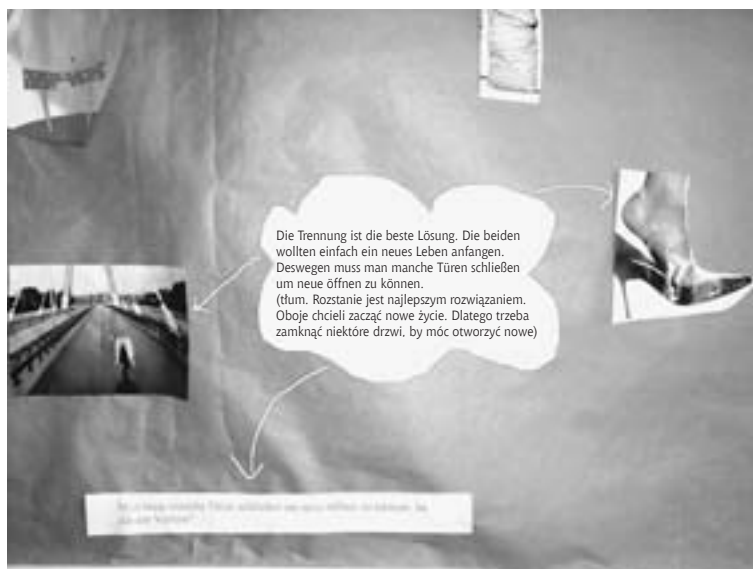 Die Trennung ist die beste Lösung. Die beiden
wollten einfach ein neues Leben anfangen.
Deswegen muss man manche Türen schließen
um neue öffnen zu können.
(tłum. Rozstanie jest najlepszym rozwiązaniem.
Oboje chcieli zacząć nowe życie. Dlatego trzeba
zamknąć niektóre drzwi, by móc otworzyć nowe)
manche Türen